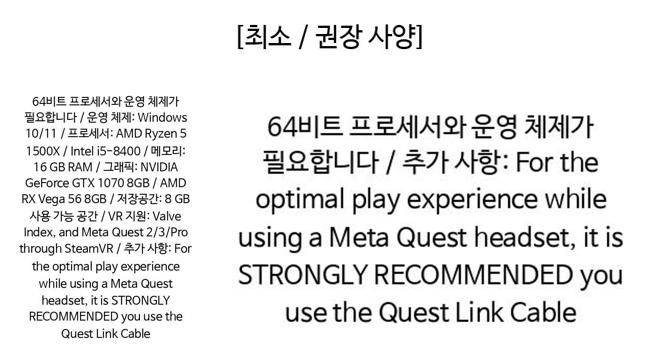 [최소 / 권장 사양]
64비트 프로세서와 운영 체제가
필요합니다 / 운영 체제: Windows
10/11 / 프로세서: AMD Ryzen 5
1500X / Intel i5-8400 / 메모리:
16 GB RAM / 그래픽: NVIDIA
GeForce GTX 1070 8GB / AMD
RX Vega 56 8GB / 저장공간: 8 GB
사용 가능 공간 / VR 지원: Valve
Index, and Meta Quest 2/3/Pro
through SteamVR / 추가 사항: For
the optimal play experience
while using a Meta Quest
headset, it is STRONGLY
RECOMMENDED you use the
Quest Link Cable
64비트 프로세서와 운영 체제가
필요합니다 / 추가 사항: For the
optimal play experience while
using a Meta Quest headset, it is
STRONGLY RECOMMENDED you
use the Quest Link Cable